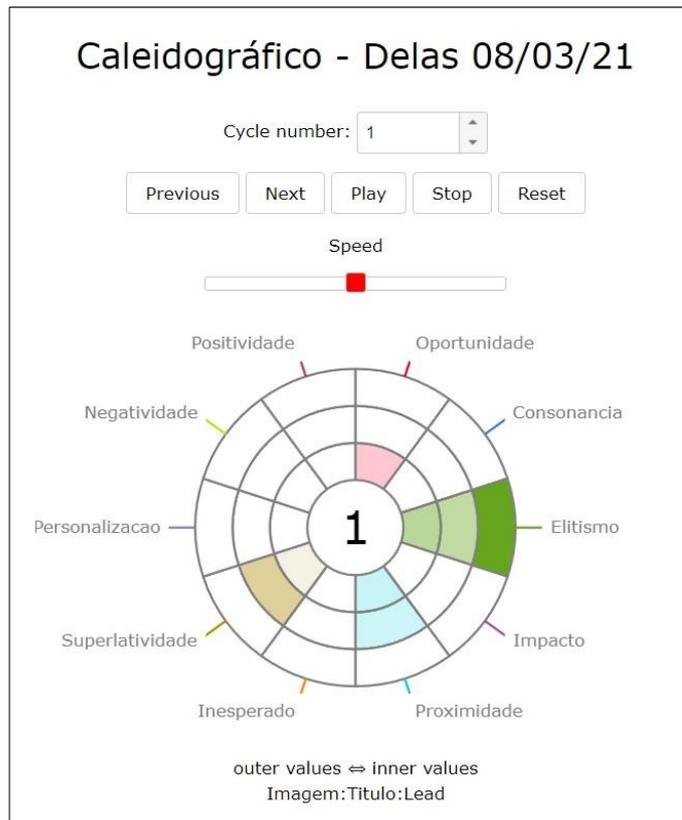 Caleidográfico - Delas 08/03/21
Cycle number: 1
Previous Next Play Stop Reset
Speed
Positividade Oportunidade
Negatividade Consonancia
1
Personalizacao Elitismo
Superlatividade Impacto
Inesperado Proximidade
outer values ⇔ inner values
Imagem:Titulo:Lead